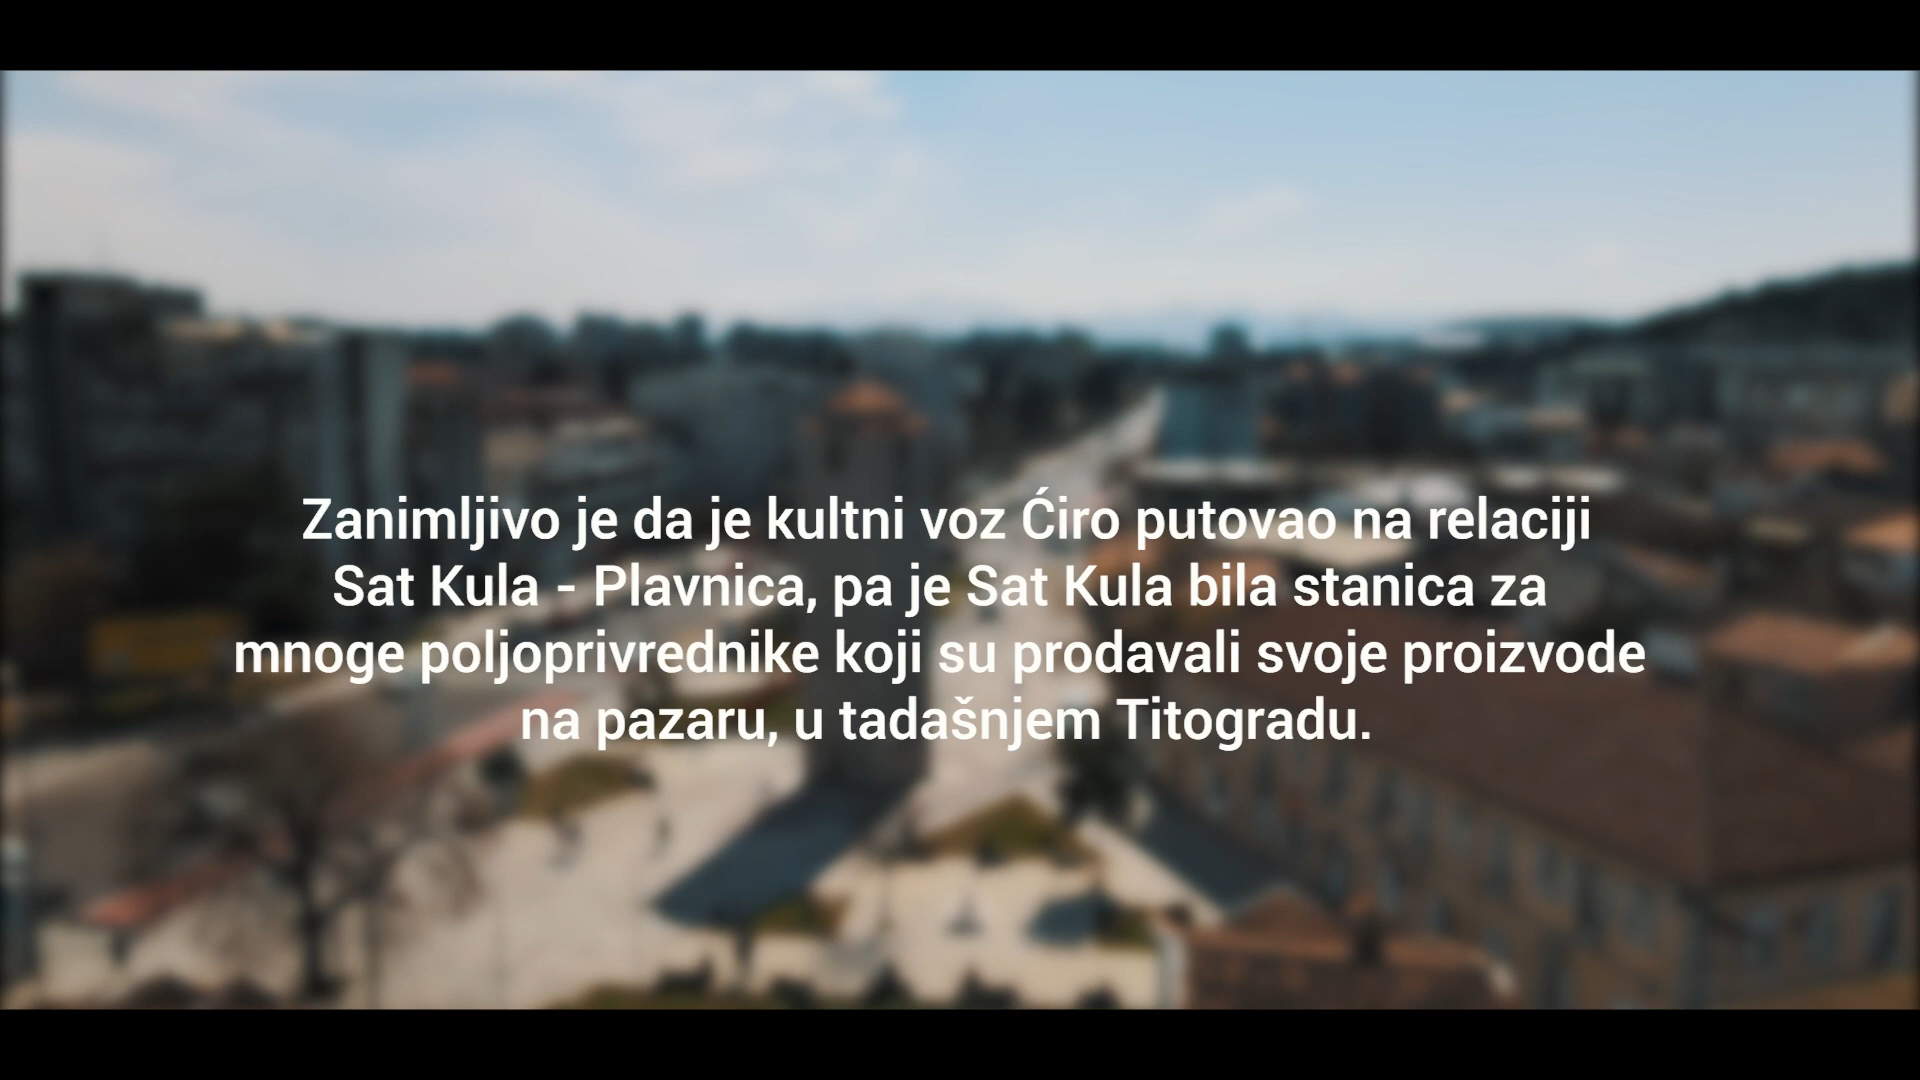 Zanimljivo je da je kultni voz Ćiro putovao na relaciji
Sat Kula - Plavnica, pa je Sat Kula bila stanica za
mnoge poljoprivrednike koji su prodavali svoje proizvode
na pazaru, u tadašnjem Titogradu.